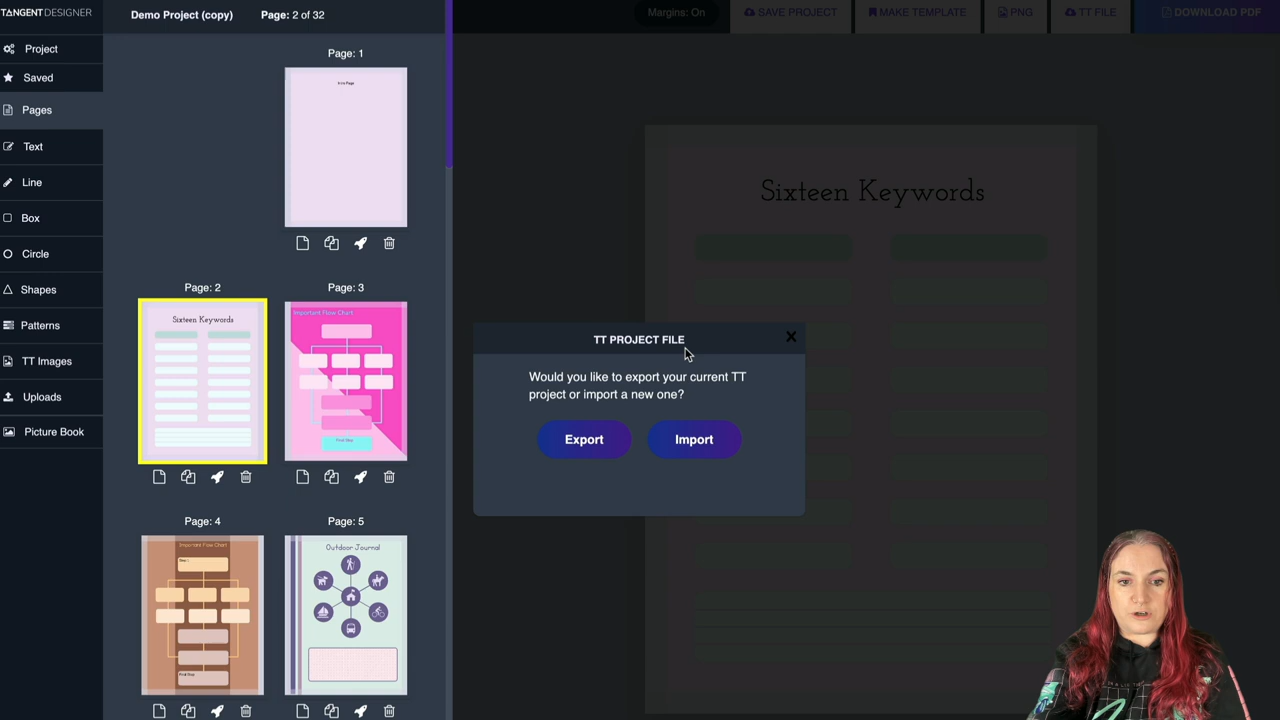 TANGENT DESIGNER
Demo Project (copy)
Page: 2 of 32
Margins: On
SAVE PROJECT
MAKE TEMPLATE
PNG
TT FILE
DOWNLOAD PDF
Project
Saved
Pages
Text
Line
Box
Circle
Shapes
Patterns
TT Images
Uploads
Picture Book
Page: 1
Page: 2
Page: 3
Sixteen Keywords
Important Flow Chart
Page: 4
Page: 5
Important Flow Chart
Outdoor Journal
Sixteen Keywords
TT PROJECT FILE
X
Would you like to export your current TT
project or import a new one?
Export
Import